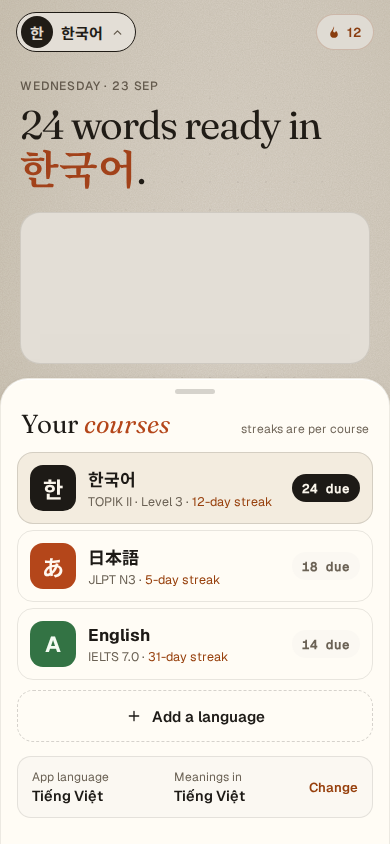 한 한국어 12
WEDNESDAY · 23 SEP
24 words ready in
한국어.
Your courses streaks are per course
한 한국어 24 due
TOPIK II · Level 3 · 12-day streak
あ 日本語 18 due
JLPT N3 · 5-day streak
A English 14 due
IELTS 7.0 · 31-day streak
+ Add a language
App language Meanings in
Tiếng Việt Tiếng Việt Change